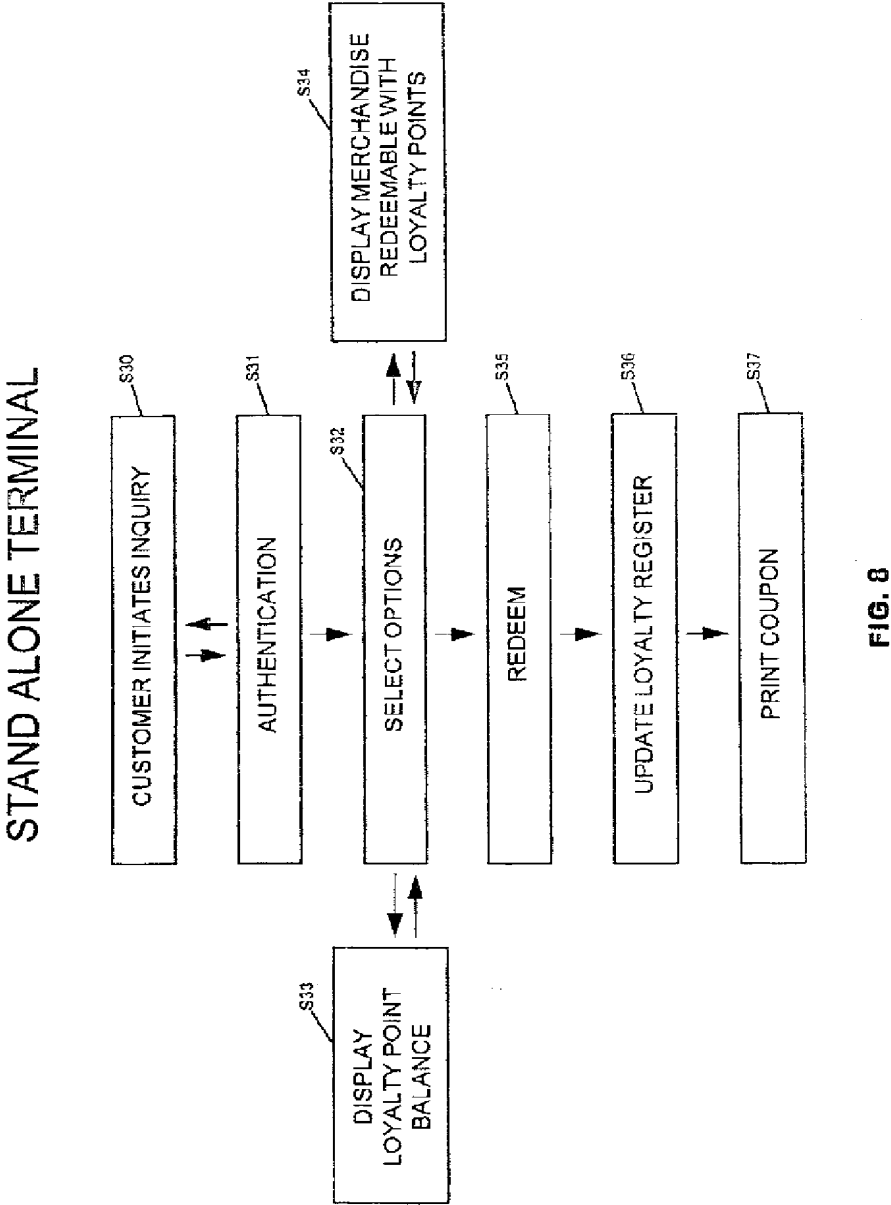 STAND ALONE TERMINAL
S30
CUSTOMER INITIATES INQUIRY
S31
AUTHENTICATION
S32
SELECT OPTIONS
S33
DISPLAY
LOYALTY POINT
BALANCE
S34
DISPLAY MERCHANDISE
REDEEMABLE WITH
LOYALTY POINTS
S35
REDEEM
S36
UPDATE LOYALTY REGISTER
S37
PRINT COUPON
FIG. 8